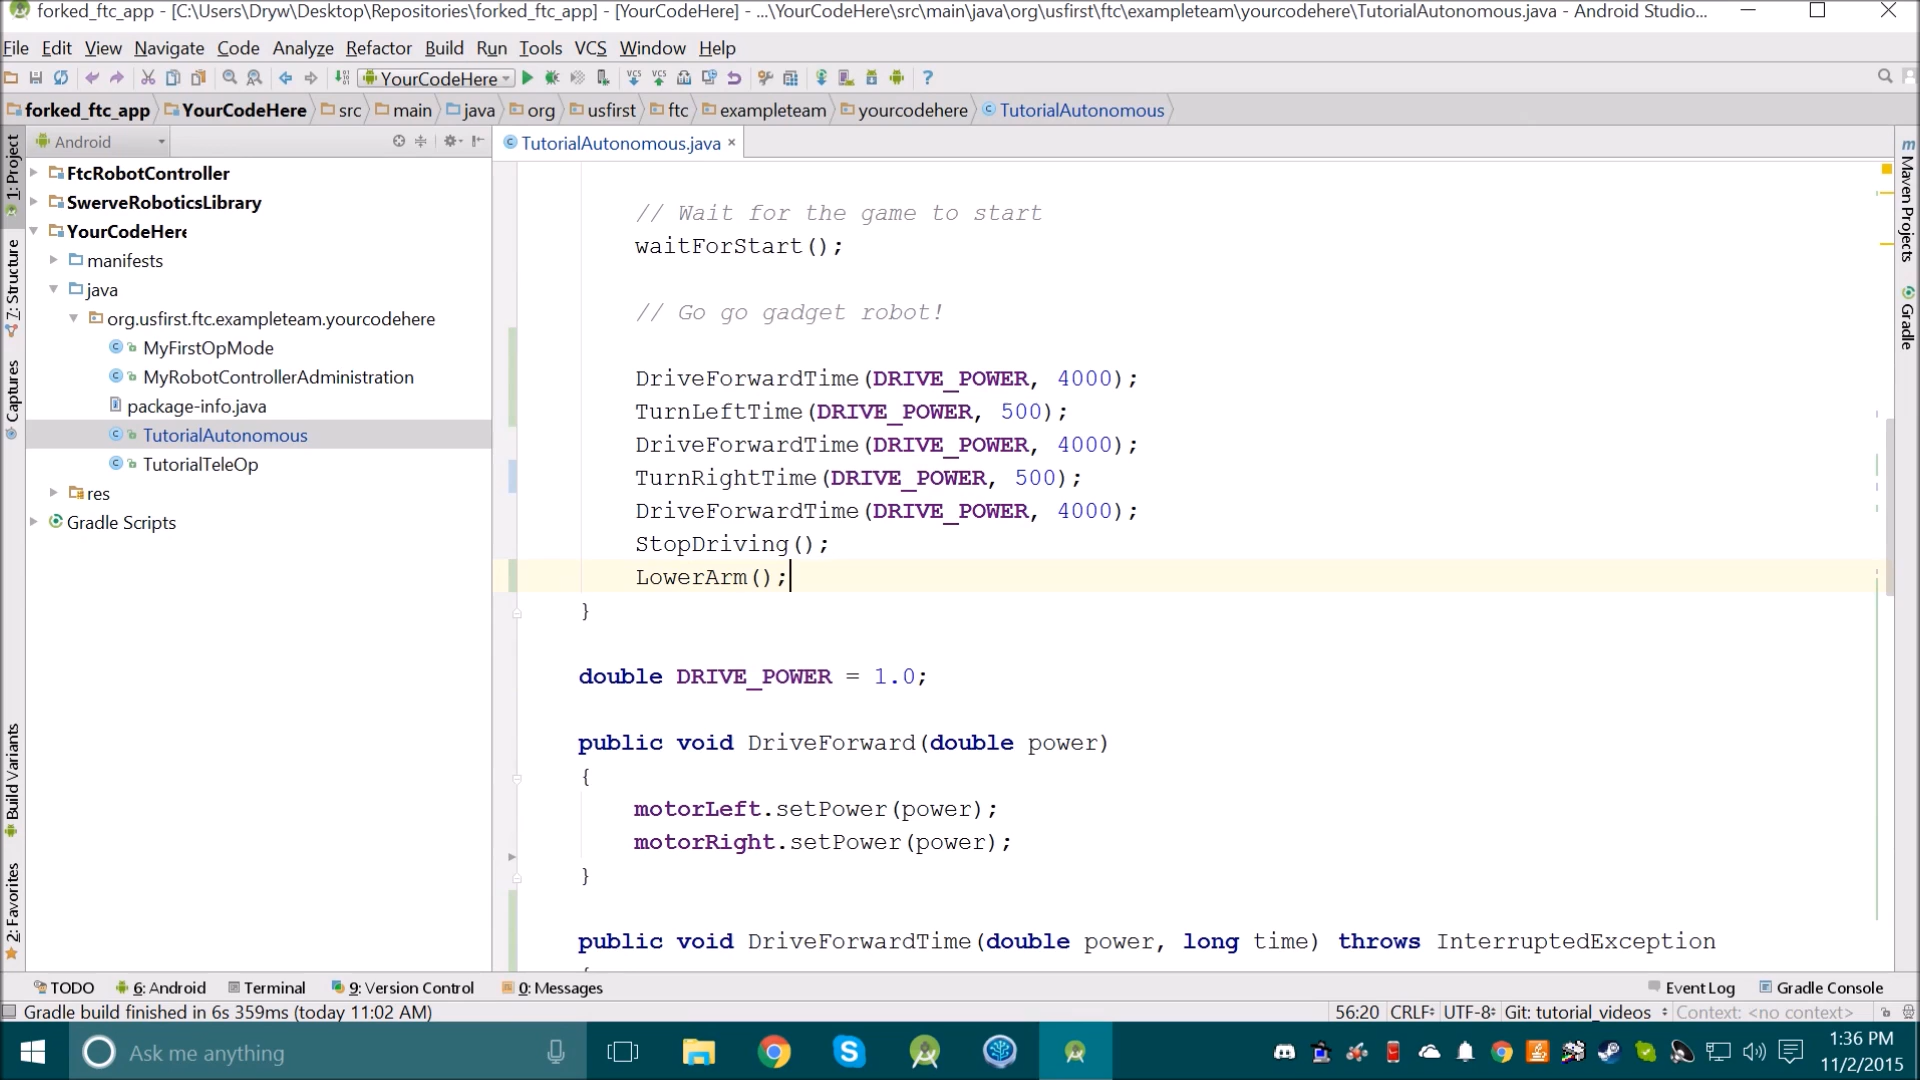 forked_ftc_app - [C:\Users\Dryw\Desktop\Repositories\forked_ftc_app] - [YourCodeHere] - ...\YourCodeHere\src\main\java\org\usfirst\ftc\exampleteam\yourcodehere\TutorialAutonomous.java - Android Studio...
File Edit View Navigate Code Analyze Refactor Build Run Tools VCS Window Help
YourCodeHere
forked_ftc_app YourCodeHere src main java org usfirst ftc exampleteam yourcodehere TutorialAutonomous
Android
TutorialAutonomous.java
1: Project
7: Structure
Captures
Build Variants
2: Favorites
FtcRobotController
SwerveRoboticsLibrary
YourCodeHere
manifests
java
org.usfirst.ftc.exampleteam.yourcodehere
MyFirstOpMode
MyRobotControllerAdministration
package-info.java
TutorialAutonomous
TutorialTeleOp
res
Gradle Scripts
// Wait for the game to start
waitForStart();
// Go go gadget robot!
DriveForwardTime(DRIVE_POWER, 4000);
TurnLeftTime(DRIVE_POWER, 500);
DriveForwardTime(DRIVE_POWER, 4000);
TurnRightTime(DRIVE_POWER, 500);
DriveForwardTime(DRIVE_POWER, 4000);
StopDriving();
LowerArm();
}
double DRIVE_POWER = 1.0;
public void DriveForward(double power)
{
motorLeft.setPower(power);
motorRight.setPower(power);
}
public void DriveForwardTime(double power, long time) throws InterruptedException
Maven Projects
Gradle
TODO 6: Android Terminal 9: Version Control 0: Messages Event Log Gradle Console
Gradle build finished in 6s 359ms (today 11:02 AM) 56:20 CRLF UTF-8 Git: tutorial_videos Context: <no context>
Ask me anything
1:36 PM
11/2/2015